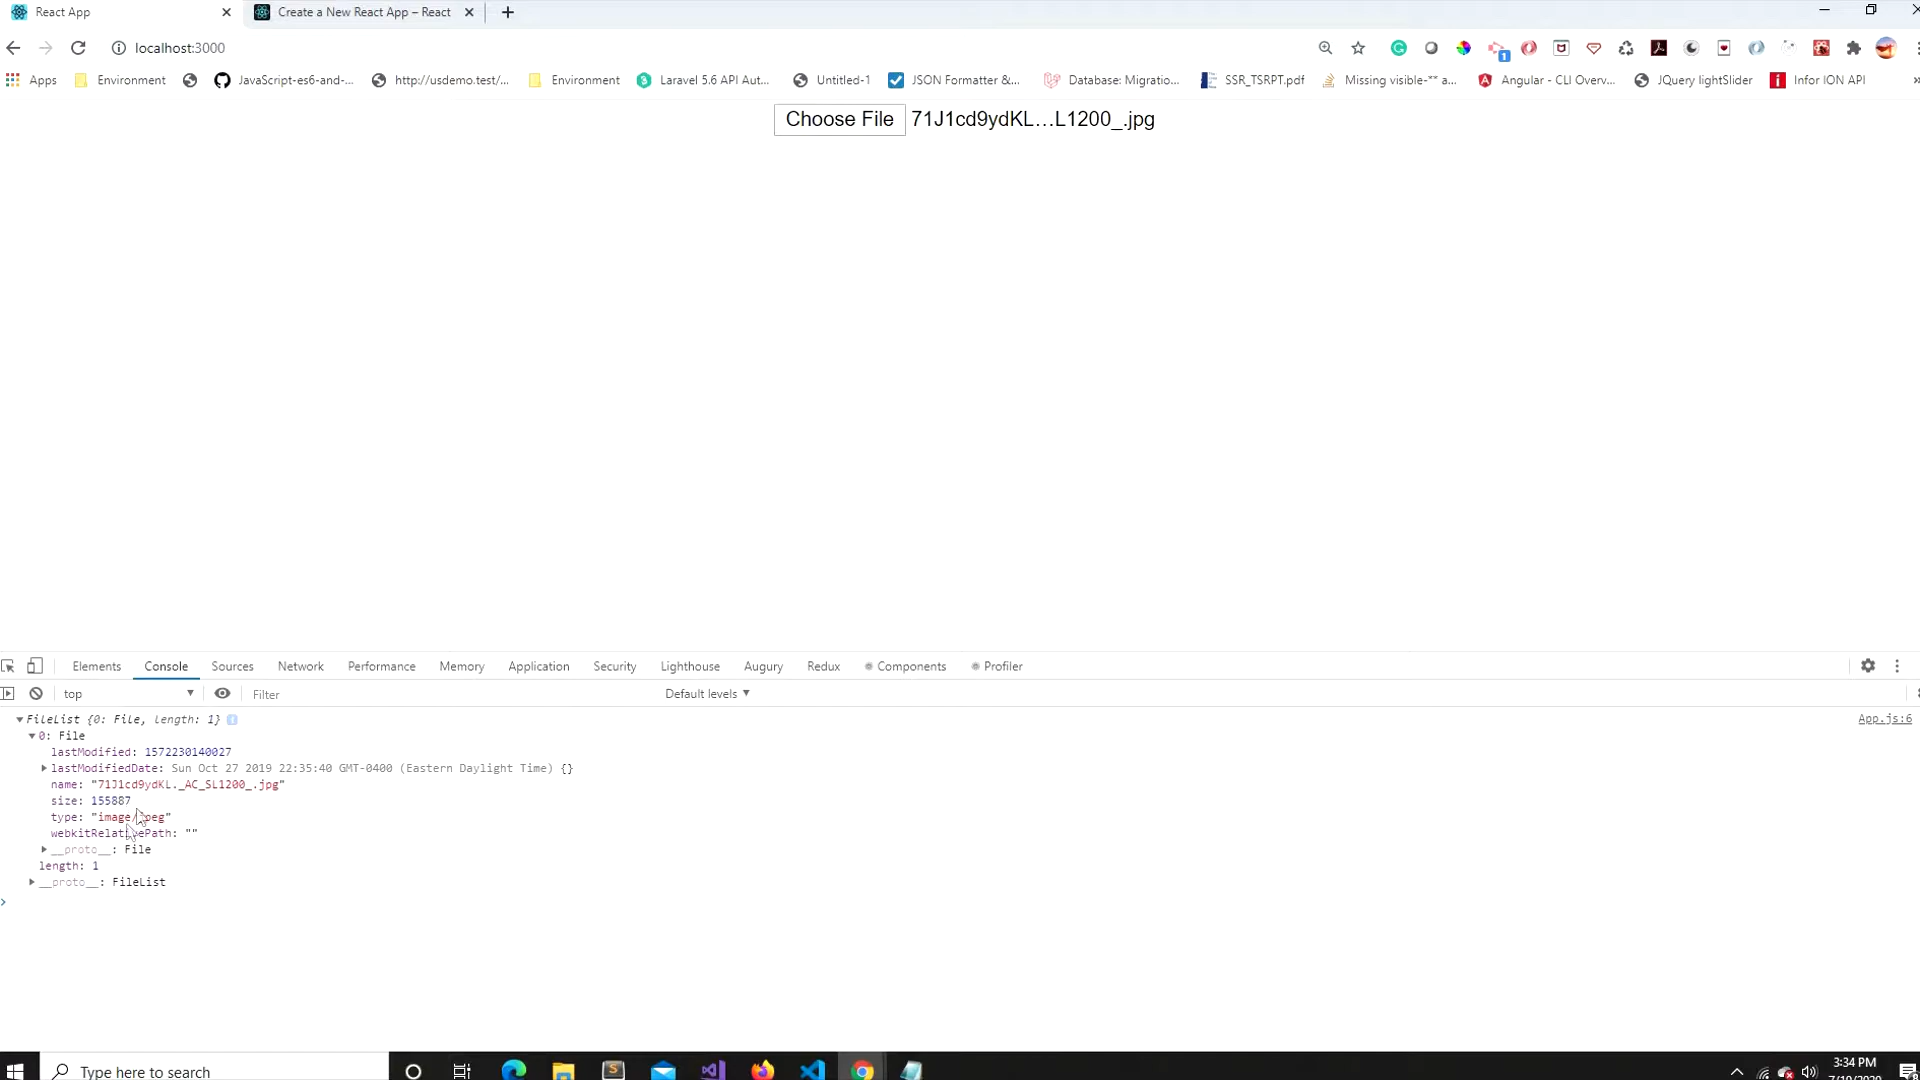 React App
Create a New React App – React
localhost:3000
1
Apps
Environment
JavaScript-es6-and-...
http://usdemo.test/...
Environment
Laravel 5.6 API Aut...
Untitled-1
JSON Formatter &...
Database: Migratio...
SSR_TSRPT.pdf
Missing visible-** a...
Angular - CLI Overv...
JQuery lightSlider
Infor ION API
Choose File 71J1cd9ydKL…L1200_.jpg
Elements
Console
Sources
Network
Performance
Memory
Application
Security
Lighthouse
Augury
Redux
Components
Profiler
top
Filter
Default levels
FileList {0: File, length: 1}
App.js:6
0: File
lastModified: 1572230140027
lastModifiedDate: Sun Oct 27 2019 22:35:40 GMT-0400 (Eastern Daylight Time) {}
name: "71J1cd9ydKL._AC_SL1200_.jpg"
size: 155887
type: "image/jpeg"
webkitRelativePath: ""
__proto__: File
length: 1
__proto__: FileList
Type here to search
3:34 PM